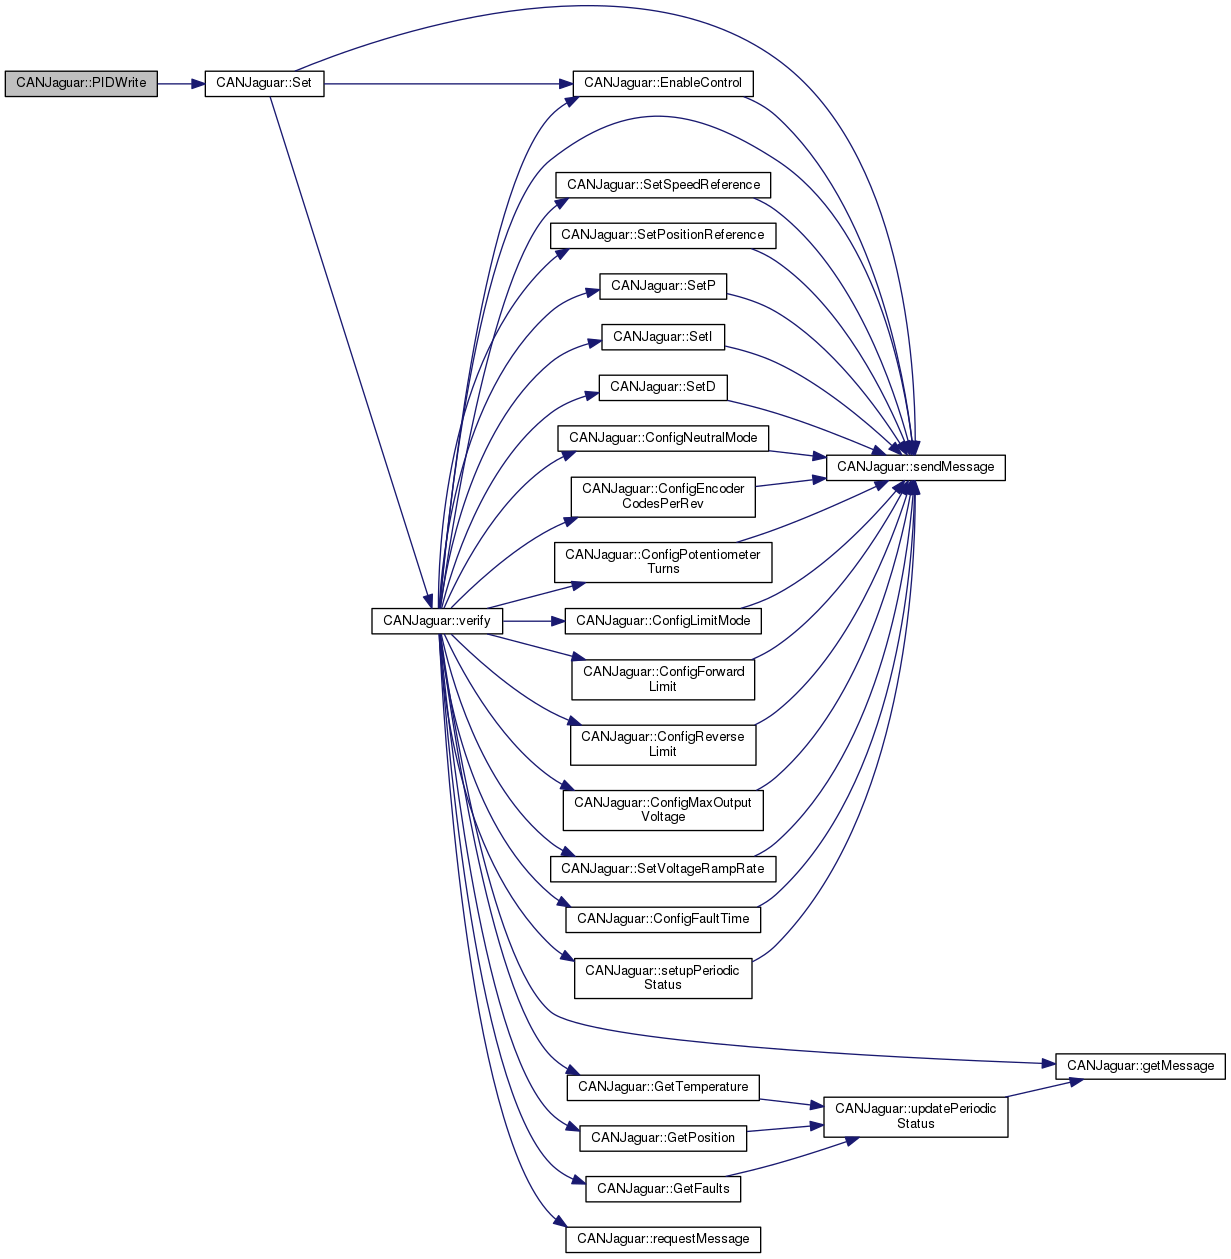 CANJaguar::PIDWrite
CANJaguar::Set
CANJaguar::EnableControl
CANJaguar::SetSpeedReference
CANJaguar::SetPositionReference
CANJaguar::SetP
CANJaguar::SetI
CANJaguar::SetD
CANJaguar::ConfigNeutralMode
CANJaguar::sendMessage
CANJaguar::ConfigEncoder
CodesPerRev
CANJaguar::ConfigPotentiometer
Turns
CANJaguar::verify
CANJaguar::ConfigLimitMode
CANJaguar::ConfigForward
Limit
CANJaguar::ConfigReverse
Limit
CANJaguar::ConfigMaxOutput
Voltage
CANJaguar::SetVoltageRampRate
CANJaguar::ConfigFaultTime
CANJaguar::setupPeriodic
Status
CANJaguar::getMessage
CANJaguar::GetTemperature
CANJaguar::updatePeriodic
Status
CANJaguar::GetPosition
CANJaguar::GetFaults
CANJaguar::requestMessage